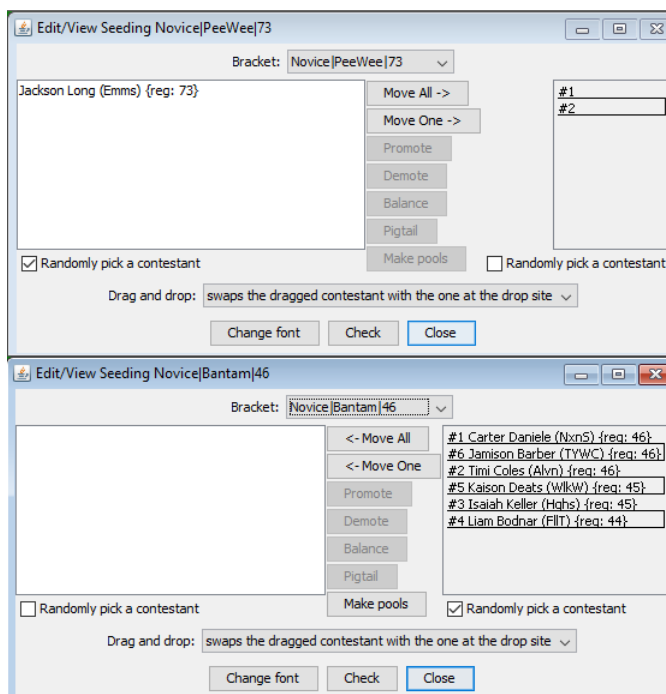 Edit/View Seeding Novice|PeeWee|73
Bracket: Novice|PeeWee|73
Jackson Long (Emms) {reg: 73}
Move All ->
#1
Move One ->
#2
Promote
Demote
Balance
Pigtail
Make pools
Randomly pick a contestant
Randomly pick a contestant
Drag and drop: swaps the dragged contestant with the one at the drop site
Change font Check Close
Edit/View Seeding Novice|Bantam|46
Bracket: Novice|Bantam|46
<- Move All
#1 Carter Daniele (NxnS) {reg: 46}
#6 Jamison Barber (TYWC) {reg: 46}
<- Move One
#2 Timi Coles (Alvn) {reg: 46}
Promote
#5 Kaison Deats (WlkW) {reg: 45}
#3 Isaiah Keller (Hghs) {reg: 45}
Demote
#4 Liam Bodnar (FllT) {reg: 44}
Balance
Pigtail
Make pools
Randomly pick a contestant
Randomly pick a contestant
Drag and drop: swaps the dragged contestant with the one at the drop site
Change font Check Close